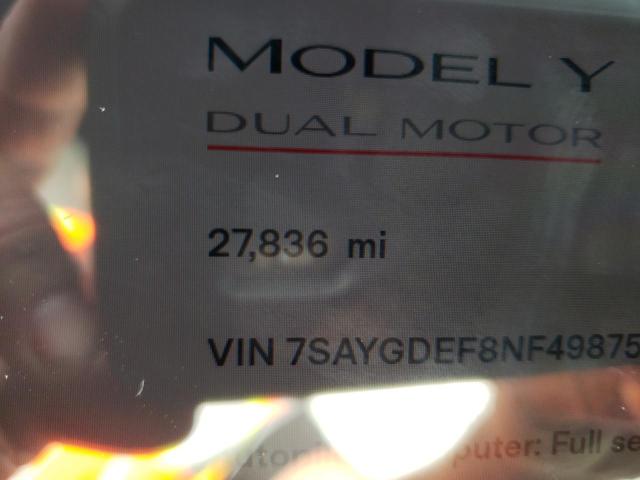 MODEL Y
DUAL MOTOR
27,836 mi
VIN 7SAYGDEF8NF49875
puter: Full se